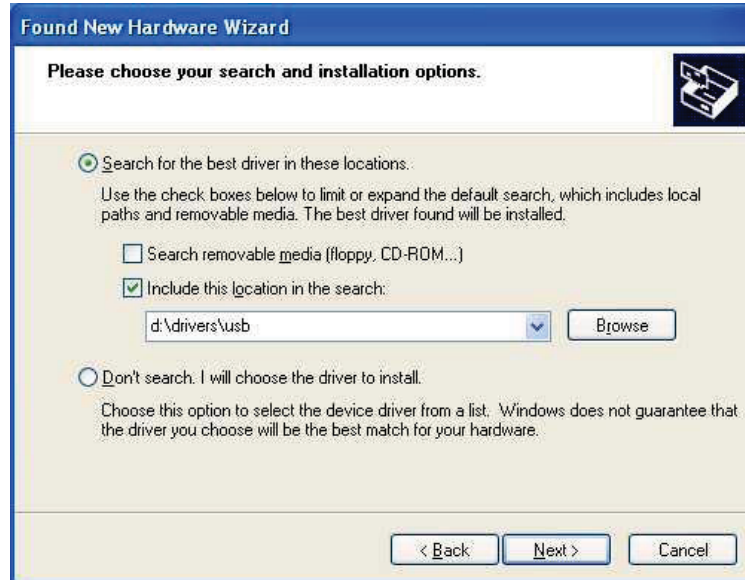 Found New Hardware Wizard
Please choose your search and installation options.
Search for the best driver in these locations.
Use the check boxes below to limit or expand the default search, which includes local
paths and removable media. The best driver found will be installed.
Search removable media (floppy, CD-ROM...)
Include this location in the search:
d:\drivers\usb
Browse
Don't search. I will choose the driver to install.
Choose this option to select the device driver from a list. Windows does not guarantee that
the driver you choose will be the best match for your hardware.
< Back Next > Cancel